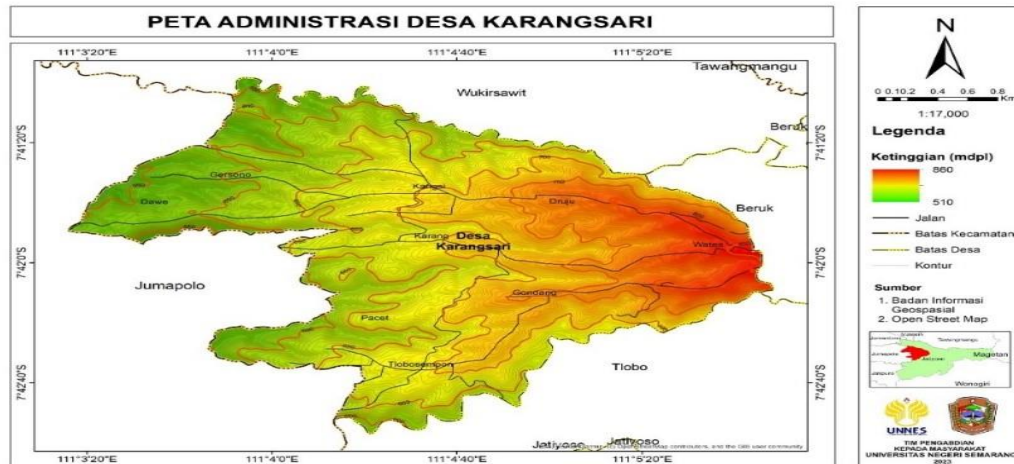 PETA ADMINISTRASI DESA KARANGSARI
111°3'20"E
111°4'0"E
111°4'40"E
111°5'20"E
Tawangmangu
Wukirsawit
Beruk
7°41'20"S
7°41'20"S
Gersono
Dawe
Kangsi
Druju
Beruk
Karang
Desa
Karangsari
Wates
7°42'0"S
7°42'0"S
Jumapolo
Gondang
Pacet
Tlobo
7°42'40"S
7°42'40"S
Jatiyoso
Jatiyoso
111°3'20"E
111°4'0"E
111°4'40"E
111°5'20"E
N
0 0.10.2 0.4 0.6 0.8
Km
1:17,000
Legenda
Ketinggian (mdpl)
860
510
Jalan
Batas Kecamatan
Batas Desa
Kontur
Sumber
1. Badan Informasi
Geospasial
2. Open Street Map
Tawangmangu
Magetan
Wonogiri
UNNES
TIM PENGABDIAN
KEPADA MASYARAKAT
UNIVERSITAS NEGERI SEMARANG
2023